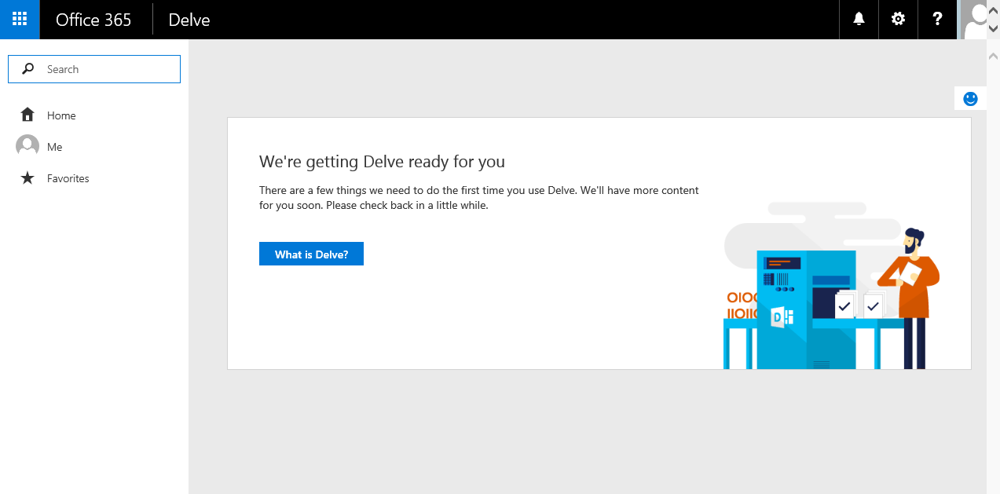 Office 365
Delve
?
Search
Home
Me
Favorites
We're getting Delve ready for you
There are a few things we need to do the first time you use Delve. We'll have more content
for you soon. Please check back in a little while.
What is Delve?
OIOO
IIOIIO
D